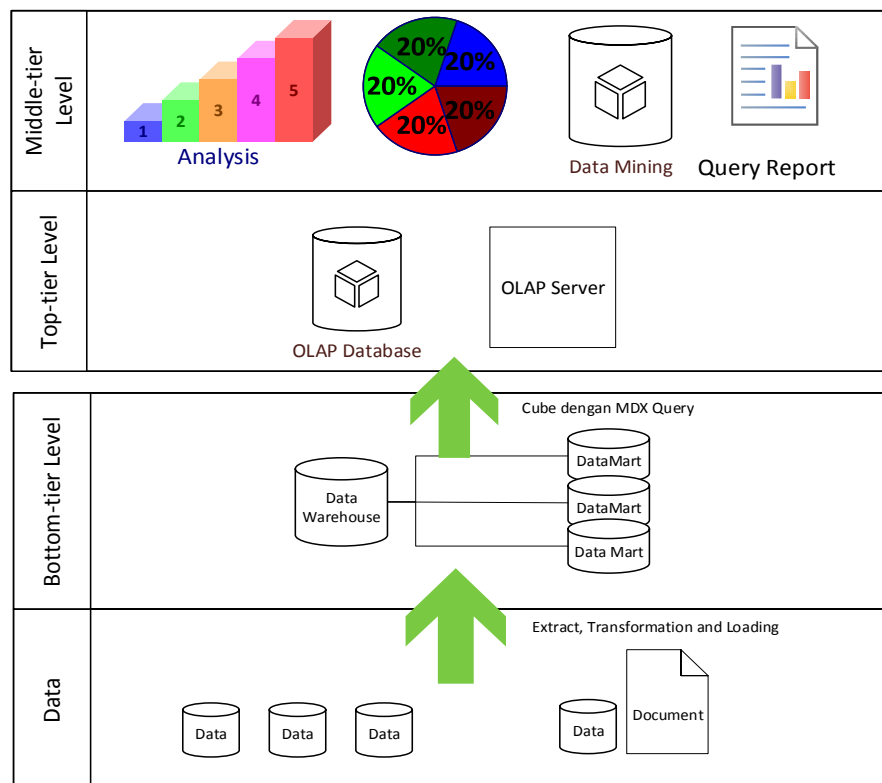 Middle-tier
Level
1
2
3
4
5
Analysis
20%
20%
20%
20%
20%
Data Mining
Query Report
Top-tier Level
OLAP Database
OLAP Server
Bottom-tier Level
Cube dengan MDX Query
Data
Warehouse
DataMart
DataMart
Data Mart
Data
Extract, Transformation and Loading
Data
Data
Data
Data
Document